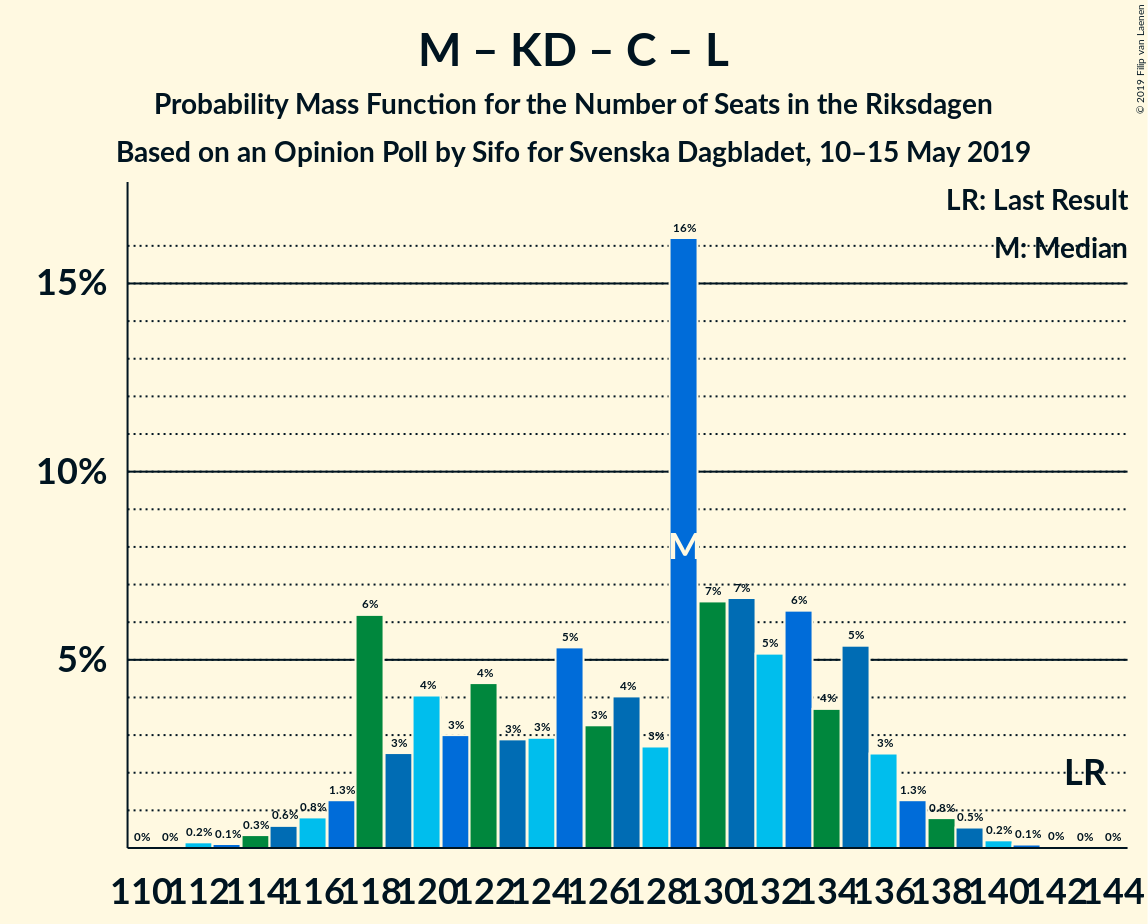 M – KD – C – L
Probability Mass Function for the Number of Seats in the Riksdagen
Based on an Opinion Poll by Sifo for Svenska Dagbladet, 10–15 May 2019
© 2019 Filip van Laenen
LR: Last Result
M: Median
15%
10%
5%
0% 0% 0.2% 0.1% 0.3% 0.6% 0.8% 1.3% 6% 3% 4% 3% 4% 3% 3% 5% 3% 4% 3% 16% 7% 7% 5% 6% 4% 5% 3% 1.3% 0.8% 0.5% 0.2% 0.1% 0% 0% 0%
M
LR
110 112 114 116 118 120 122 124 126 128 130 132 134 136 138 140 142 144